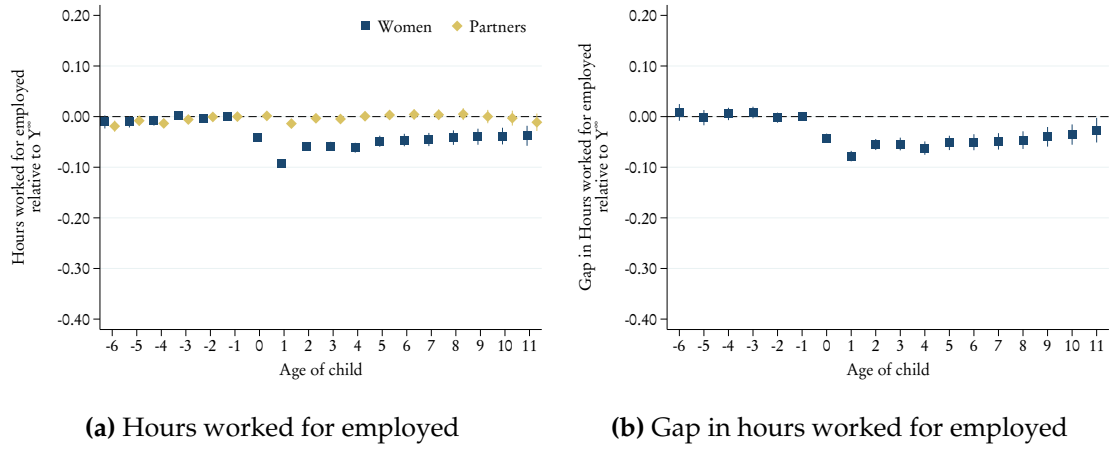 Women Partners
Hours worked for employed
relative to Y∞
0.20
0.10
0.00
-0.10
-0.20
-0.30
-0.40
-6 -5 -4 -3 -2 -1 0 1 2 3 4 5 6 7 8 9 10 11
Age of child
(a) Hours worked for employed
Gap in Hours worked for employed
relative to Y∞
0.20
0.10
0.00
-0.10
-0.20
-0.30
-0.40
-6 -5 -4 -3 -2 -1 0 1 2 3 4 5 6 7 8 9 10 11
Age of child
(b) Gap in hours worked for employed